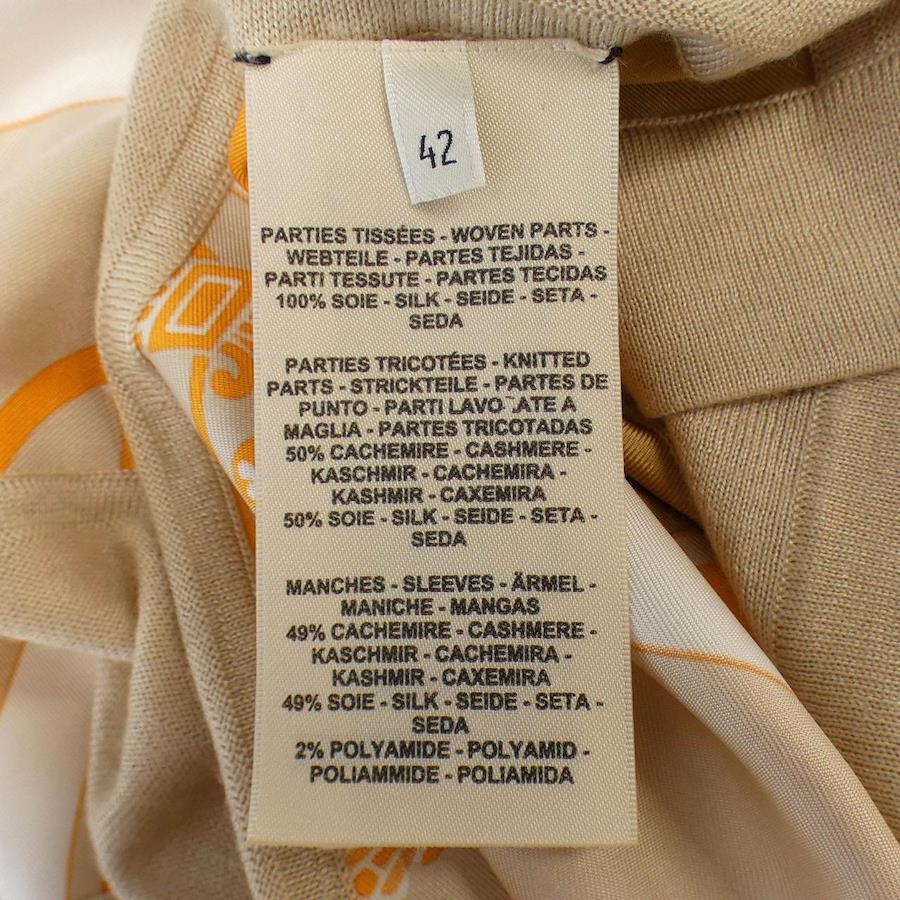 42
PARTIES TISSÉES - WOVEN PARTS -
WEBTEILE - PARTES TEJIDAS -
PARTI TESSUTE - PARTES TECIDAS
100% SOIE - SILK - SEIDE - SETA -
SEDA
PARTIES TRICOTÉES - KNITTED
PARTS - STRICKTEILE - PARTES DE
PUNTO - PARTI A
MAGLIA - PARTES TRICOTADAS
50% CACHEMIRE - CASHMERE -
KASCHMIR - CACHEMIRA -
KASHMIR - CAXEMIRA
50% SOIE - SILK - SEIDE - SETA -
SEDA
MANCHES - SLEEVES - ÄRMEL -
MANICHE - MANGAS
49% CACHEMIRE - CASHMERE -
KASCHMIR - CACHEMIRA -
KASHMIR - CAXEMIRA
49% SOIE - SILK - SEIDE - SETA -
SEDA
2% POLYAMIDE - POLYAMID -
POLIAMMIDE - POLIAMIDA